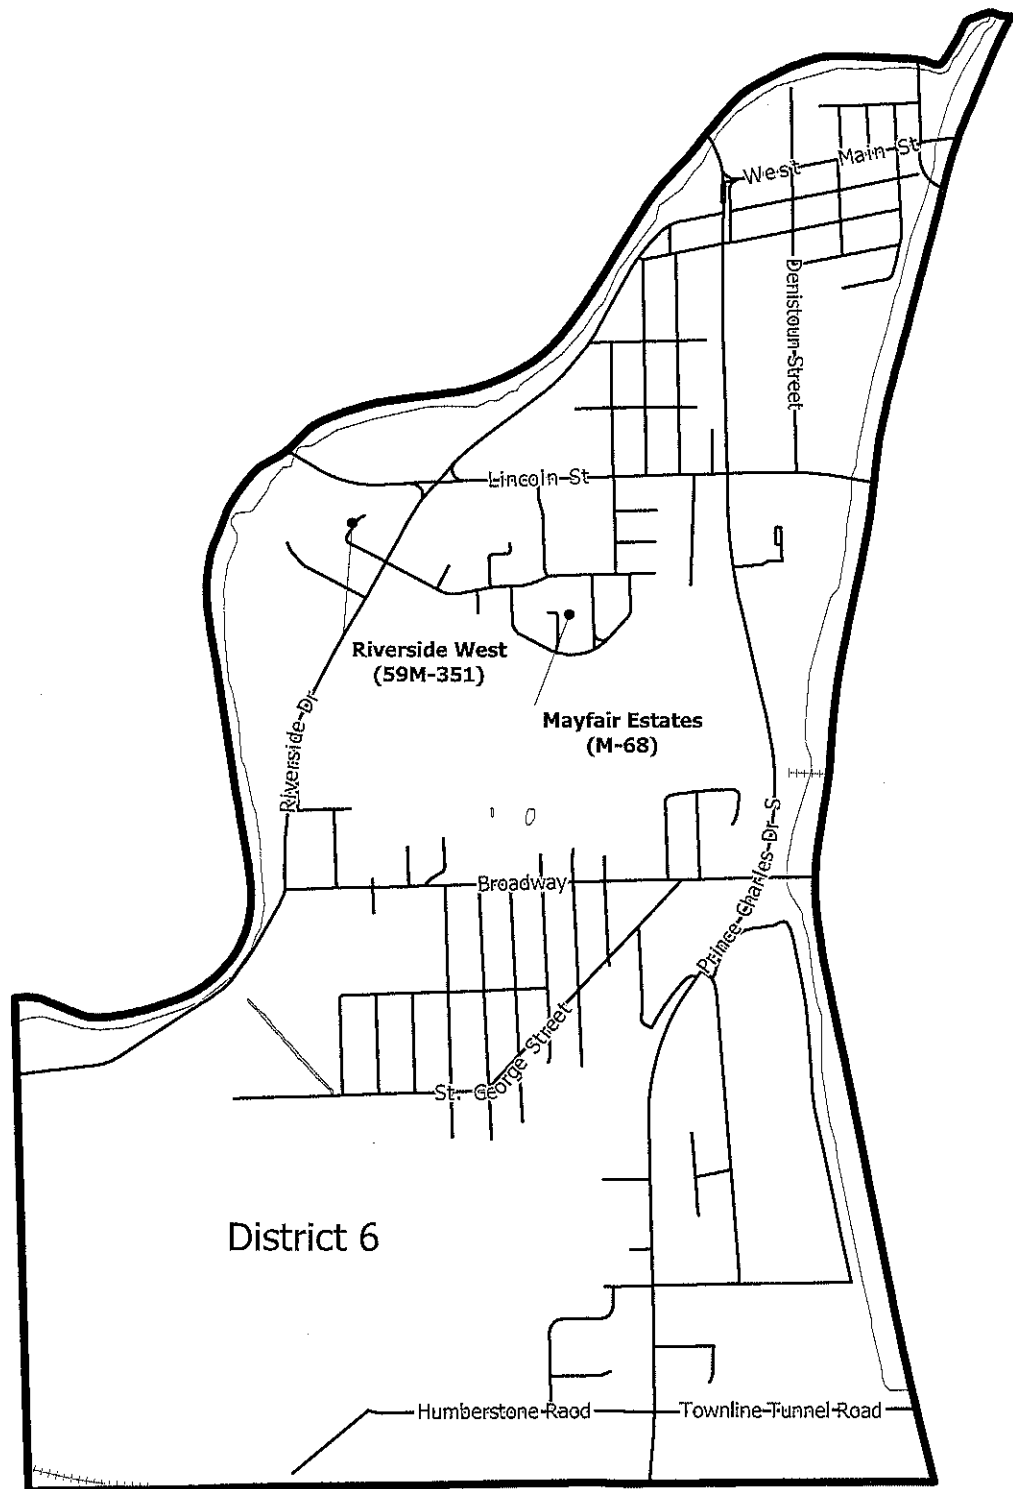 West Main St
Denistoun Street
Lincoln St
Riverside West
(59M-351)
Riverside Dr
Mayfair Estates
(M-68)
Prince Charles Dr S
Broadway
St. George Street
District 6
Humberstone Raod
Townline Tunnel Road